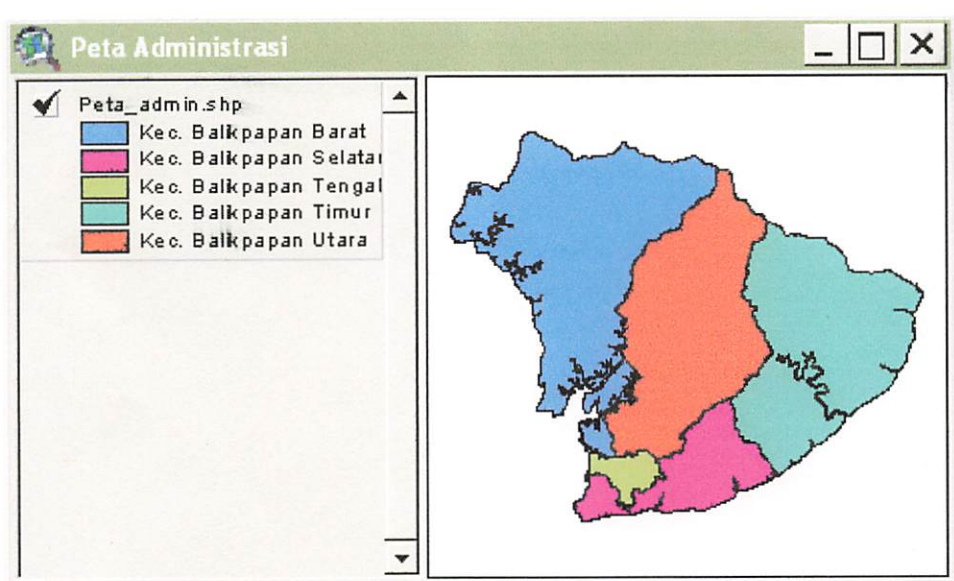 Peta Administrasi
Peta_admin.shp
Kec. Balikpapan Barat
Kec. Balikpapan Selatan
Kec. Balikpapan Tengah
Kec. Balikpapan Timur
Kec. Balikpapan Utara